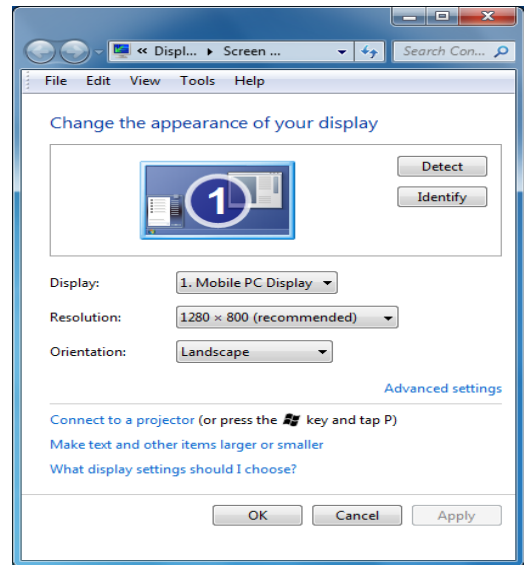 « Displ... ▸ Screen ... Search Con...
File Edit View Tools Help
Change the appearance of your display
1
Detect
Identify
Display: 1. Mobile PC Display
Resolution: 1280 × 800 (recommended)
Orientation: Landscape
Advanced settings
Connect to a projector (or press the key and tap P)
Make text and other items larger or smaller
What display settings should I choose?
OK Cancel Apply